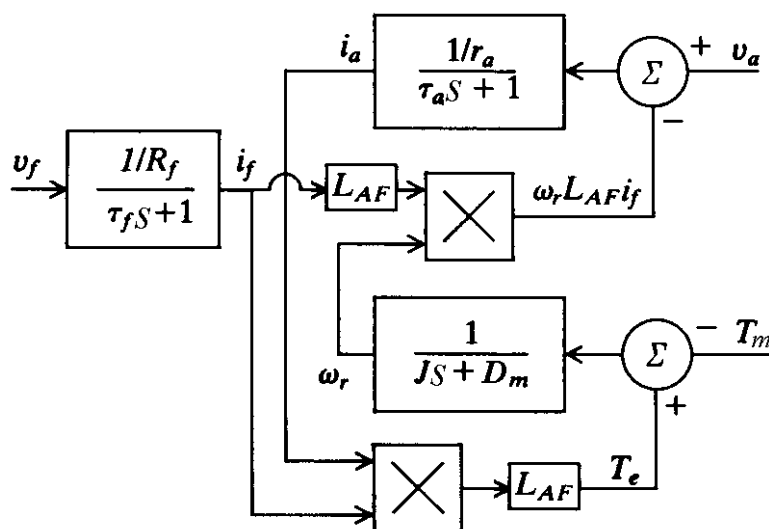 i_a
1/r_a
τ_aS + 1
Σ
+
v_a
−
v_f
1/R_f
τ_fS+1
i_f
L_AF
ω_rL_AFi_f
1
JS + D_m
ω_r
Σ
−
T_m
+
L_AF
T_e